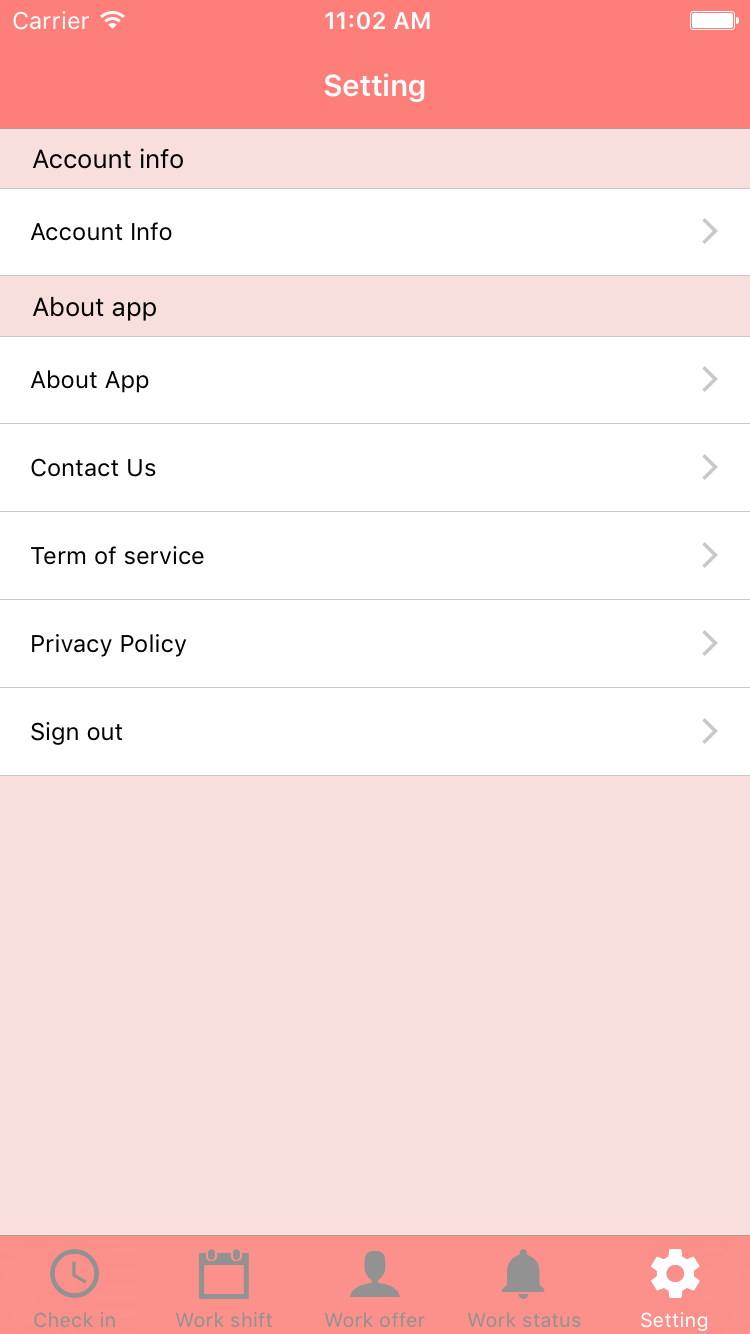 Carrier 11:02 AM
Setting
Account info
Account Info
About app
About App
Contact Us
Term of service
Privacy Policy
Sign out
Check in Work shift Work offer Work status Setting